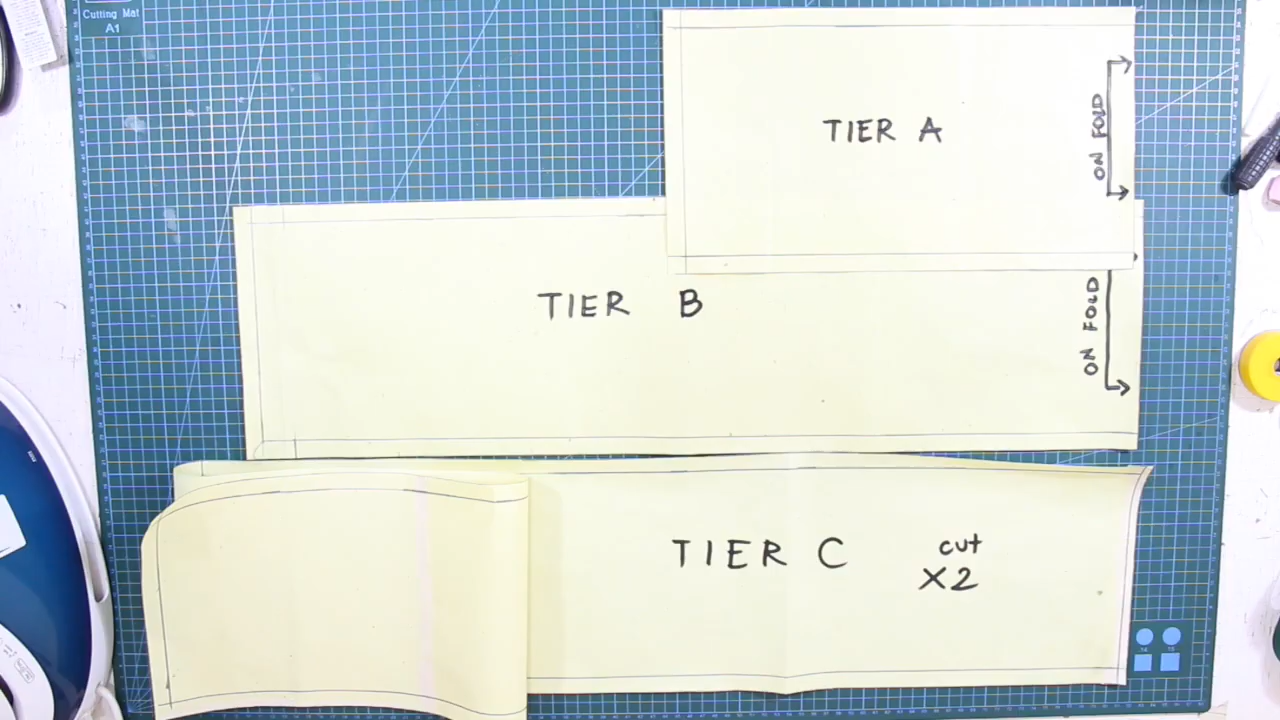 Cutting Mat
A1
TIER A
ON FOLD
TIER B
ON FOLD
TIER C
cut
X2